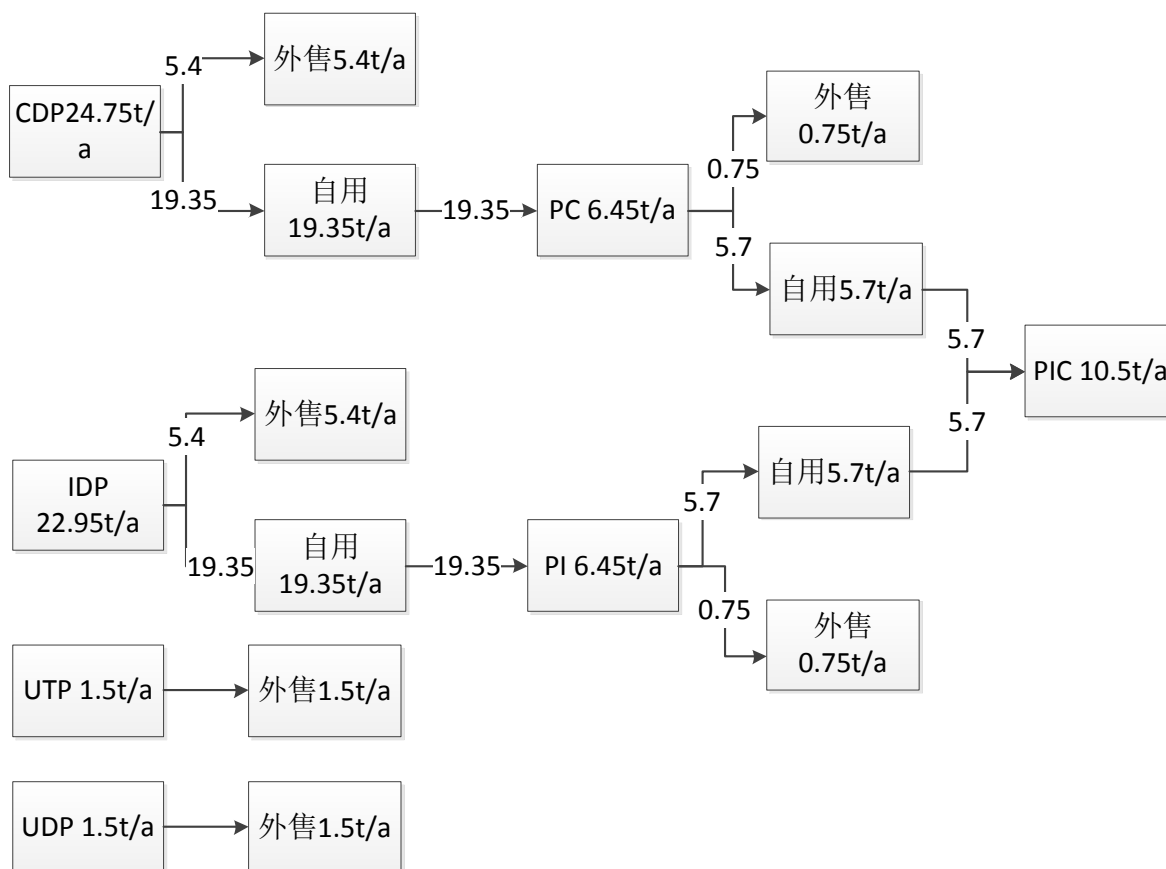 5.4
外售5.4t/a
CDP24.75t/
a
19.35
自用
19.35t/a
19.35
PC 6.45t/a
外售
0.75t/a
0.75
5.7
自用5.7t/a
5.7
PIC 10.5t/a
5.7
外售5.4t/a
5.4
IDP
22.95t/a
19.35
自用
19.35t/a
19.35
PI 6.45t/a
5.7
自用5.7t/a
0.75
外售
0.75t/a
UTP 1.5t/a
外售1.5t/a
UDP 1.5t/a
外售1.5t/a